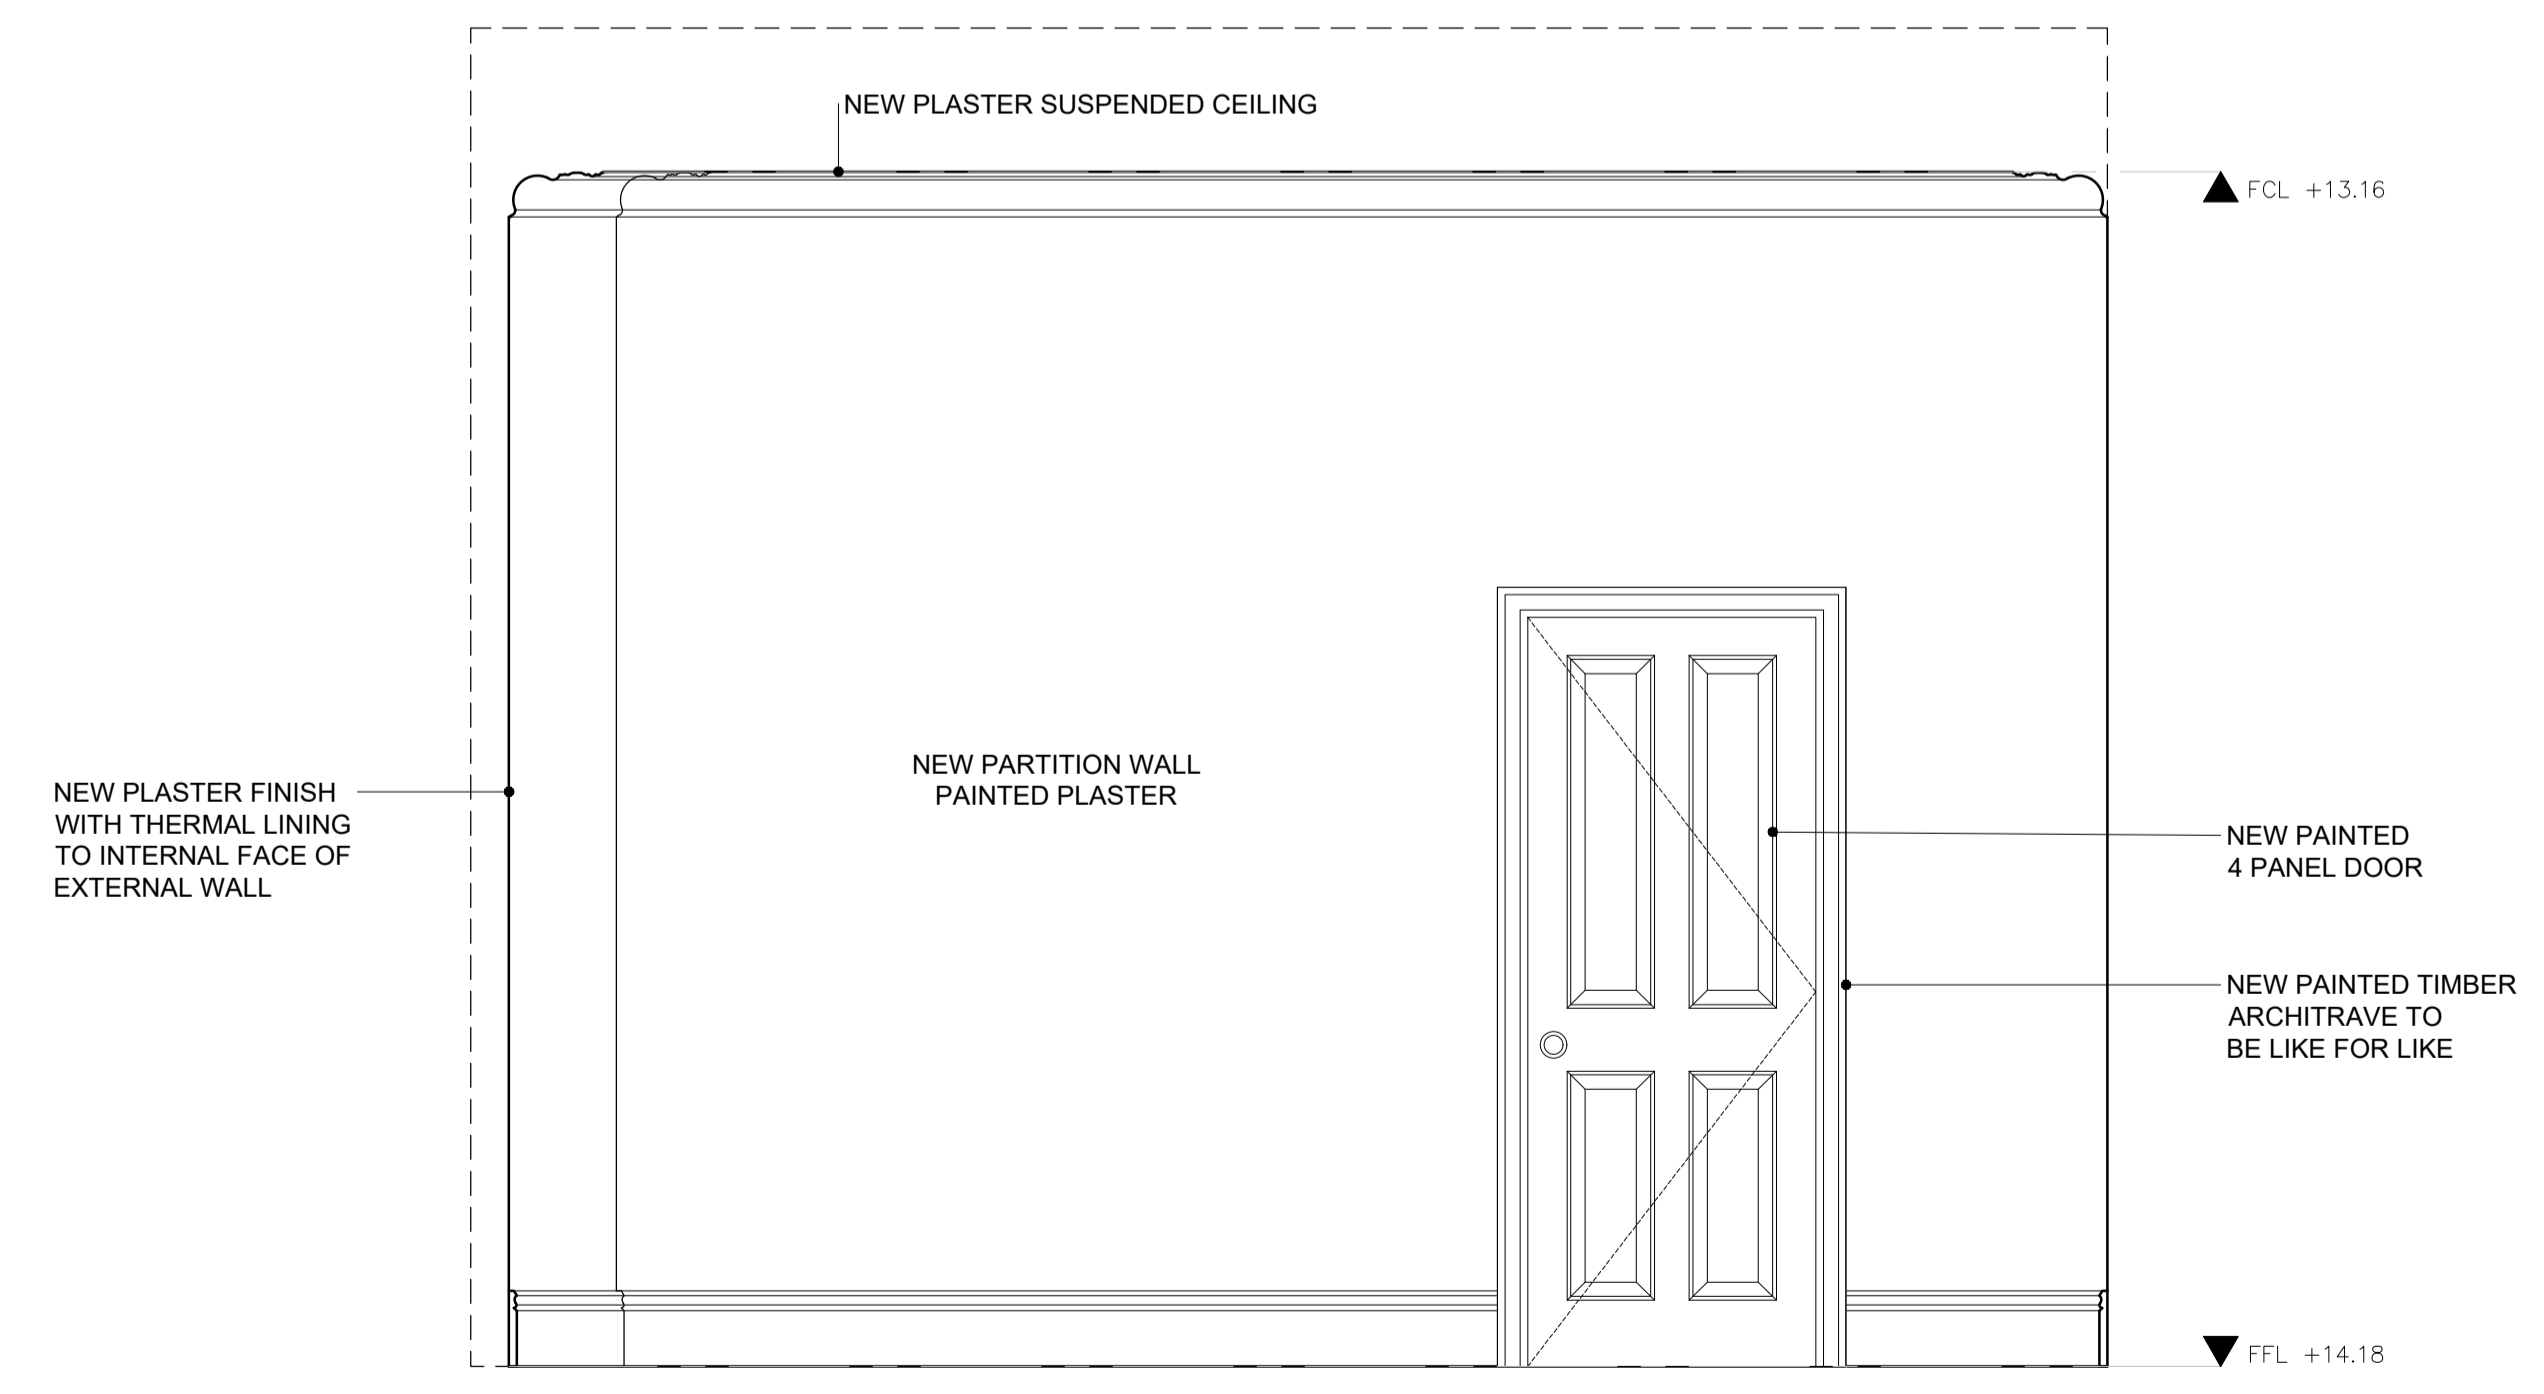 NEW PLASTER SUSPENDED CEILING
FCL +13.16
NEW PARTITION WALL
PAINTED PLASTER
NEW PLASTER FINISH
WITH THERMAL LINING
TO INTERNAL FACE OF
EXTERNAL WALL
NEW PAINTED
4 PANEL DOOR
NEW PAINTED TIMBER
ARCHITRAVE TO
BE LIKE FOR LIKE
FFL +14.18